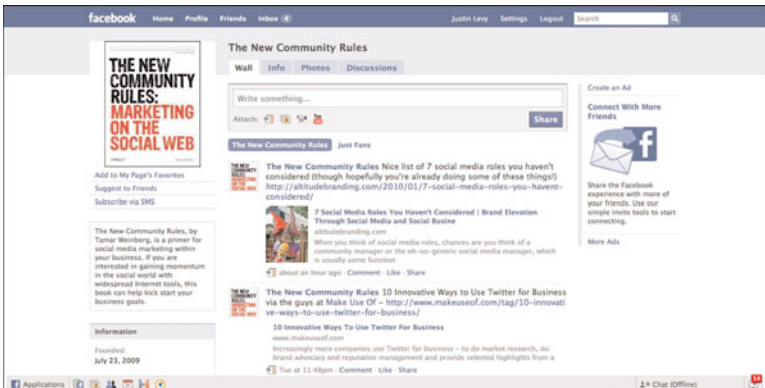 facebook Home Profile Friends Inbox 4 Justin Levy Settings Logout Search
THE NEW
COMMUNITY
RULES:
MARKETING
ON THE
SOCIAL WEB
O'REILLY
Add to My Page's Favorites
Suggest to Friends
Subscribe via SMS
The New Community Rules, by
Tamar Weinberg, is a primer for
social media marketing within
your business. If you are
interested in gaining momentum
in the social world with
widespread Internet tools, this
book can help kick start your
business goals.
Information
Founded:
July 23, 2009
The New Community Rules
Wall Info Photos Discussions
Write something...
Attach:
Share
The New Community Rules Just Fans
The New Community Rules Nice list of 7 social media roles you haven't
considered (though hopefully you're already doing some of these things!)
http://altitudebranding.com/2010/01/7-social-media-roles-you-havent-
considered/
7 Social Media Roles You Haven't Considered | Brand Elevation
Through Social Media and Social Busine
altitudebranding.com
When you think of social media roles, chances are you think of a
community manager or the oh-so-generic social media manager, which
is usually some function
about an hour ago · Comment · Like · Share
The New Community Rules 10 Innovative Ways to Use Twitter for Business
via the guys at Make Use Of - http://www.makeuseof.com/tag/10-innovati
ve-ways-to-use-twitter-for-business/
10 Innovative Ways To Use Twitter For Business
www.makeuseof.com
Increasingly more companies use Twitter for business – to do market research, do
brand advocacy and reputation management and provide selected highlights from a
Tue at 11:48pm · Comment · Like · Share
Create an Ad
Connect With More
Friends
Share the Facebook
experience with more of
your friends. Use our
simple invite tools to start
connecting.
More Ads
Applications
Chat (Offline)